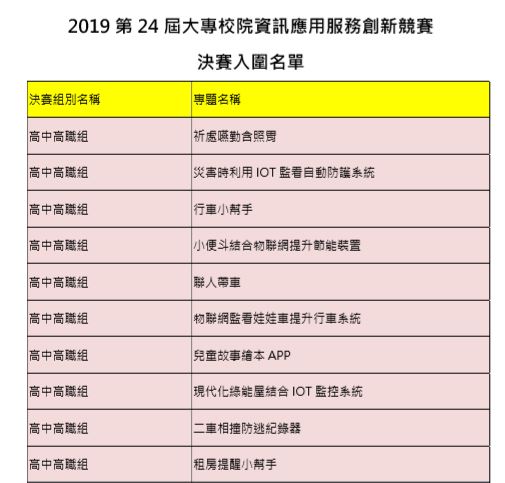 2019 第 24 屆大專校院資訊應用服務創新競賽
決賽入圍名單
決賽組別名稱 專題名稱
高中高職組 祈處嗾勤含照胃
高中高職組 災害時利用 IOT 監看自動防護系統
高中高職組 行車小幫手
高中高職組 小便斗結合物聯網提升節能裝置
高中高職組 聯人帶車
高中高職組 物聯網監看娃娃車提升行車系統
高中高職組 兒童故事繪本 APP
高中高職組 現代化綠能屋結合 IOT 監控系統
高中高職組 二車相撞防逃紀錄器
高中高職組 租房提醒小幫手